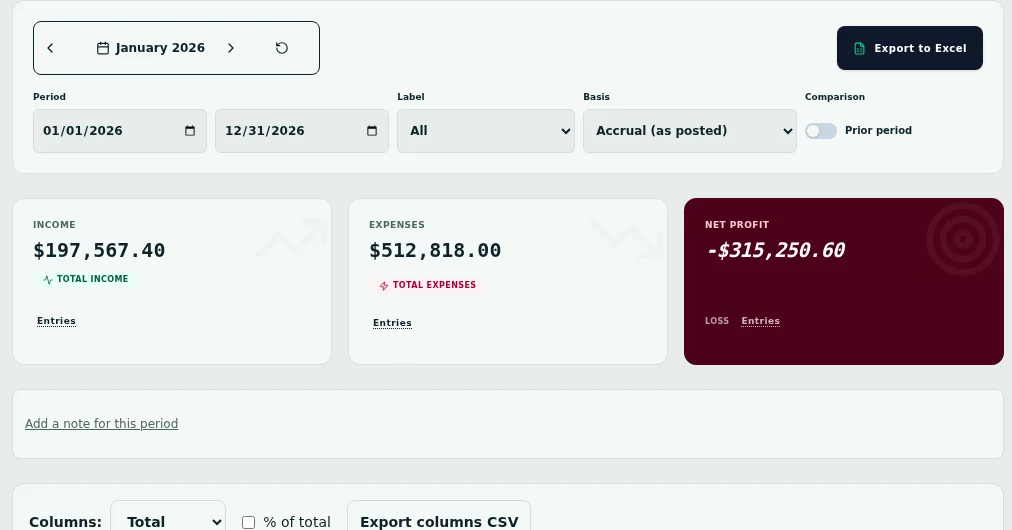 January 2026
Export to Excel
Period
Label
Basis
Comparison
01/01/2026
12/31/2026
All
Accrual (as posted)
Prior period
INCOME
$197,567.40
TOTAL INCOME
Entries
EXPENSES
$512,818.00
TOTAL EXPENSES
Entries
NET PROFIT
-$315,250.60
LOSS Entries
Add a note for this period
Columns: Total % of total Export columns CSV